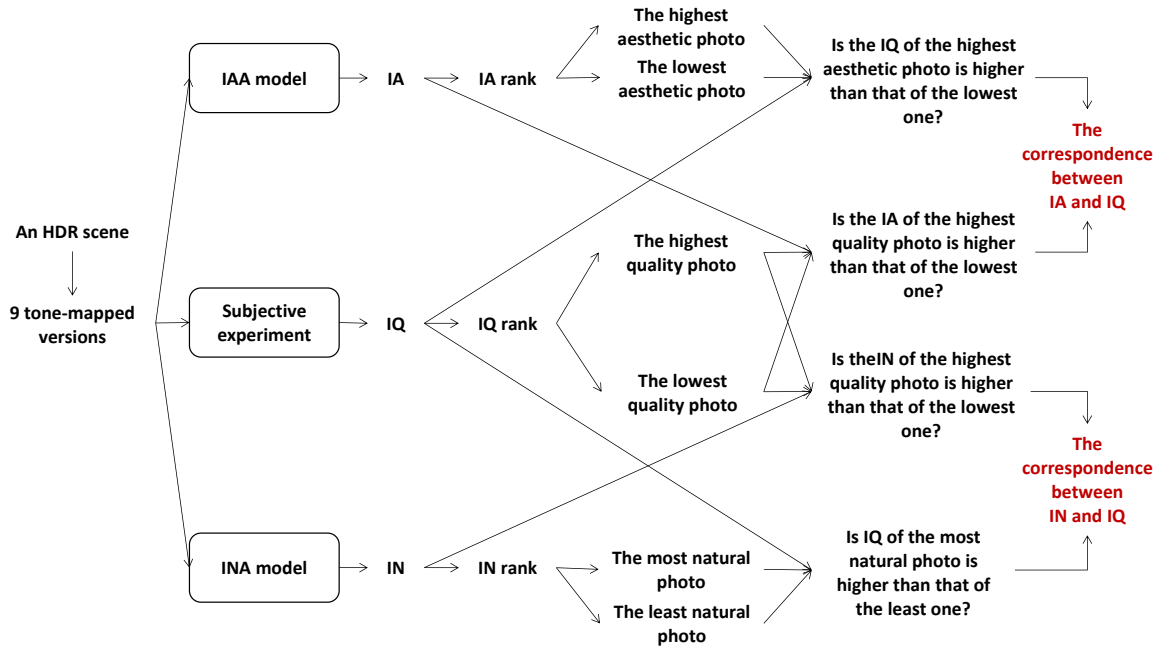 An HDR scene
9 tone-mapped
versions
IAA model
IA
IA rank
The highest
aesthetic photo
The lowest
aesthetic photo
Is the IQ of the highest
aesthetic photo is higher
than that of the lowest
one?
The
correspondence
between
IA and IQ
Subjective
experiment
IQ
IQ rank
The highest
quality photo
The lowest
quality photo
Is the IA of the highest
quality photo is higher
than that of the lowest
one?
Is theIN of the highest
quality photo is higher
than that of the lowest
one?
The
correspondence
between
IN and IQ
INA model
IN
IN rank
The most natural
photo
The least natural
photo
Is IQ of the most
natural photo is
higher than that of
the least one?